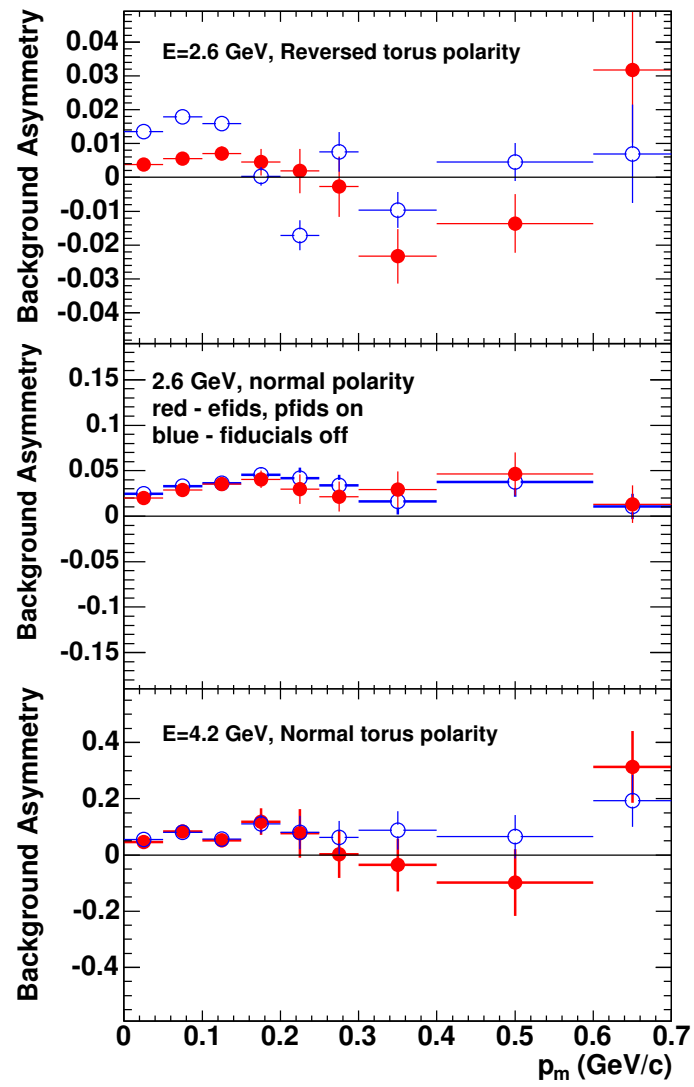 Background Asymmetry
E=2.6 GeV, Reversed torus polarity
0.04
0.03
0.02
0.01
0
-0.01
-0.02
-0.03
-0.04
Background Asymmetry
2.6 GeV, normal polarity
red - efids, pfids on
blue - fiducials off
0.15
0.1
0.05
0
-0.05
-0.1
-0.15
Background Asymmetry
E=4.2 GeV, Normal torus polarity
0.4
0.2
0
-0.2
-0.4
0 0.1 0.2 0.3 0.4 0.5 0.6 0.7
pₘ (GeV/c)